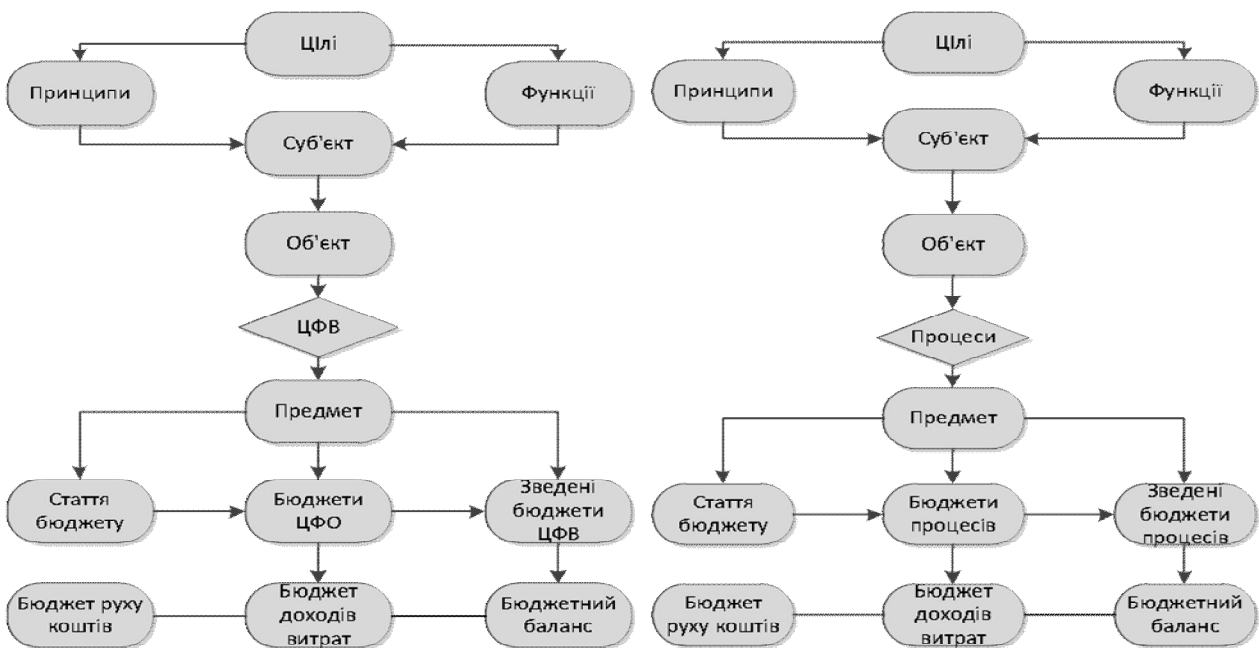 Цілі
Принципи
Функції
Суб'єкт
Об'єкт
ЦФВ
Предмет
Стаття
бюджету
Бюджети
ЦФО
Зведені
бюджети
ЦФВ
Бюджет руху
коштів
Бюджет
доходів
витрат
Бюджетний
баланс
Цілі
Принципи
Функції
Суб'єкт
Об'єкт
Процеси
Предмет
Стаття
бюджету
Бюджети
процесів
Зведені
бюджети
процесів
Бюджет
руху коштів
Бюджет
доходів
витрат
Бюджетний
баланс